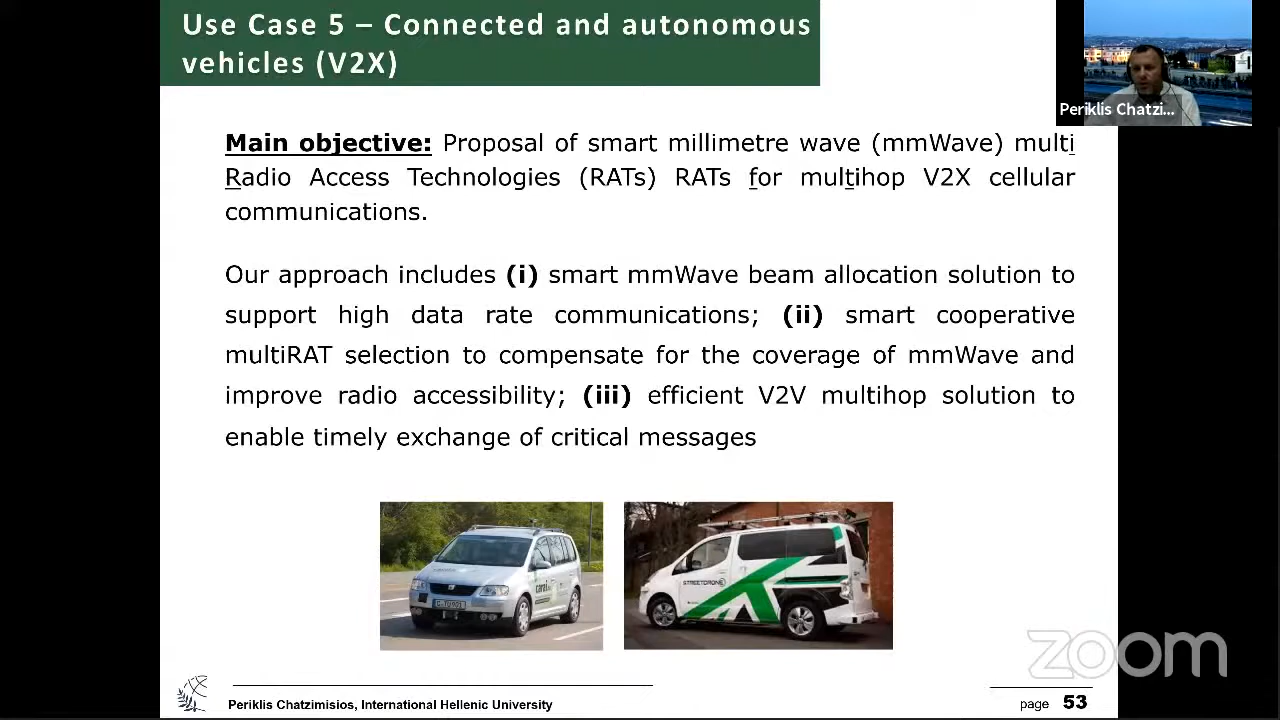 Use Case 5 – Connected and autonomous
vehicles (V2X)
Periklis Chatzi...
Main objective: Proposal of smart millimetre wave (mmWave) multi
Radio Access Technologies (RATs) RATs for multihop V2X cellular
communications.
Our approach includes (i) smart mmWave beam allocation solution to
support high data rate communications; (ii) smart cooperative
multiRAT selection to compensate for the coverage of mmWave and
improve radio accessibility; (iii) efficient V2V multihop solution to
enable timely exchange of critical messages
STREETDRONE
zoom
Periklis Chatzimisios, International Hellenic University
page 53